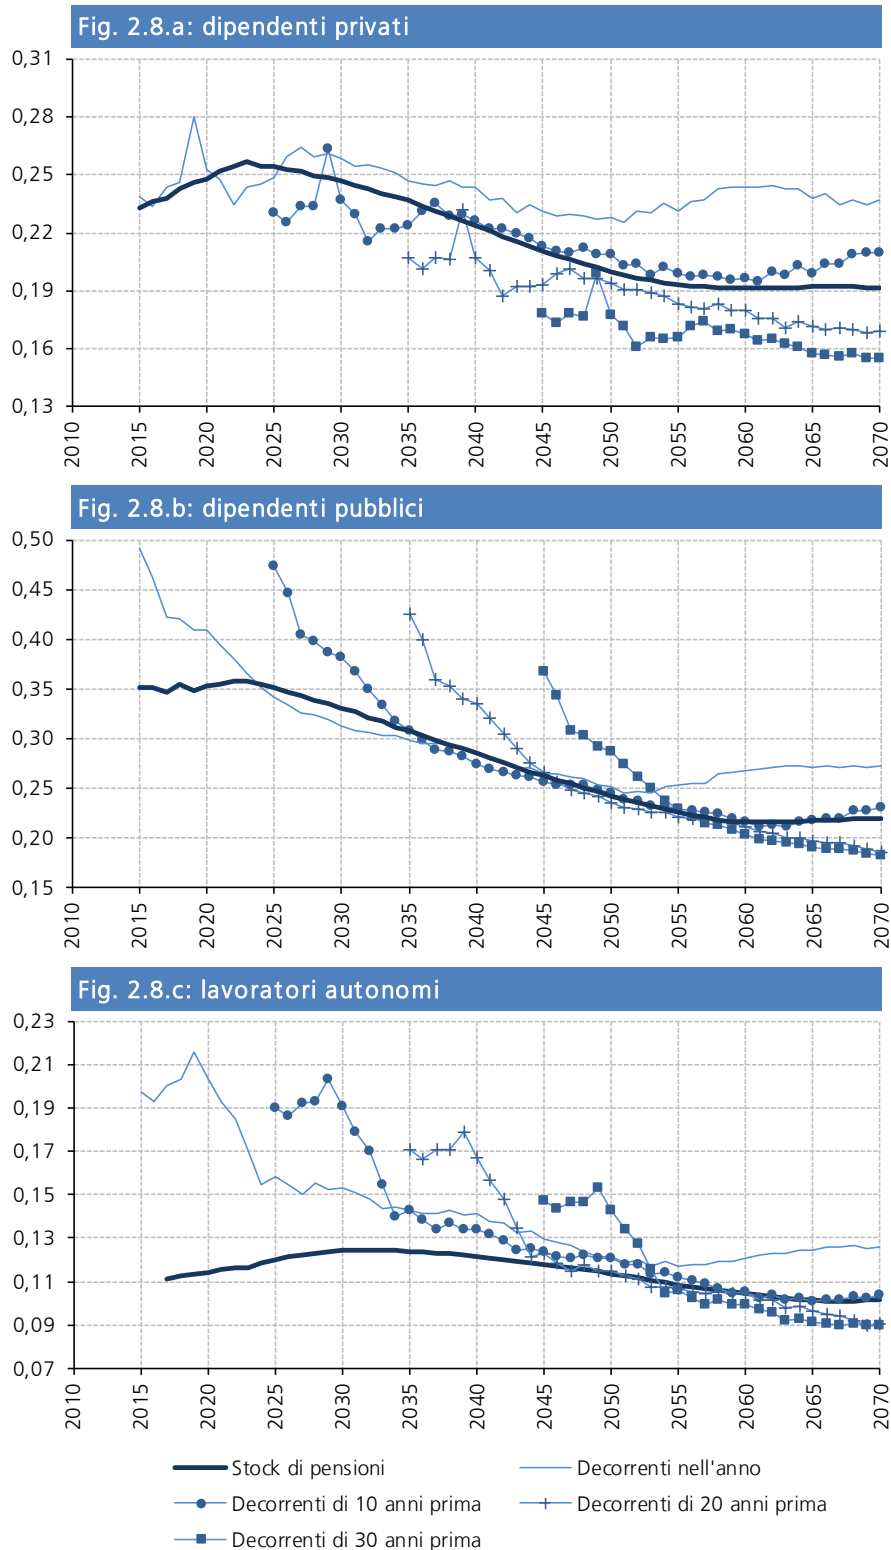 Fig. 2.8.a: dipendenti privati
0,31
0,28
0,25
0,22
0,19
0,16
0,13
2010 2015 2020 2025 2030 2035 2040 2045 2050 2055 2060 2065 2070
Fig. 2.8.b: dipendenti pubblici
0,50
0,45
0,40
0,35
0,30
0,25
0,20
0,15
2010 2015 2020 2025 2030 2035 2040 2045 2050 2055 2060 2065 2070
Fig. 2.8.c: lavoratori autonomi
0,23
0,21
0,19
0,17
0,15
0,13
0,11
0,09
0,07
2010 2015 2020 2025 2030 2035 2040 2045 2050 2055 2060 2065 2070
Stock di pensioni Decorrenti nell'anno
Decorrenti di 10 anni prima Decorrenti di 20 anni prima
Decorrenti di 30 anni prima